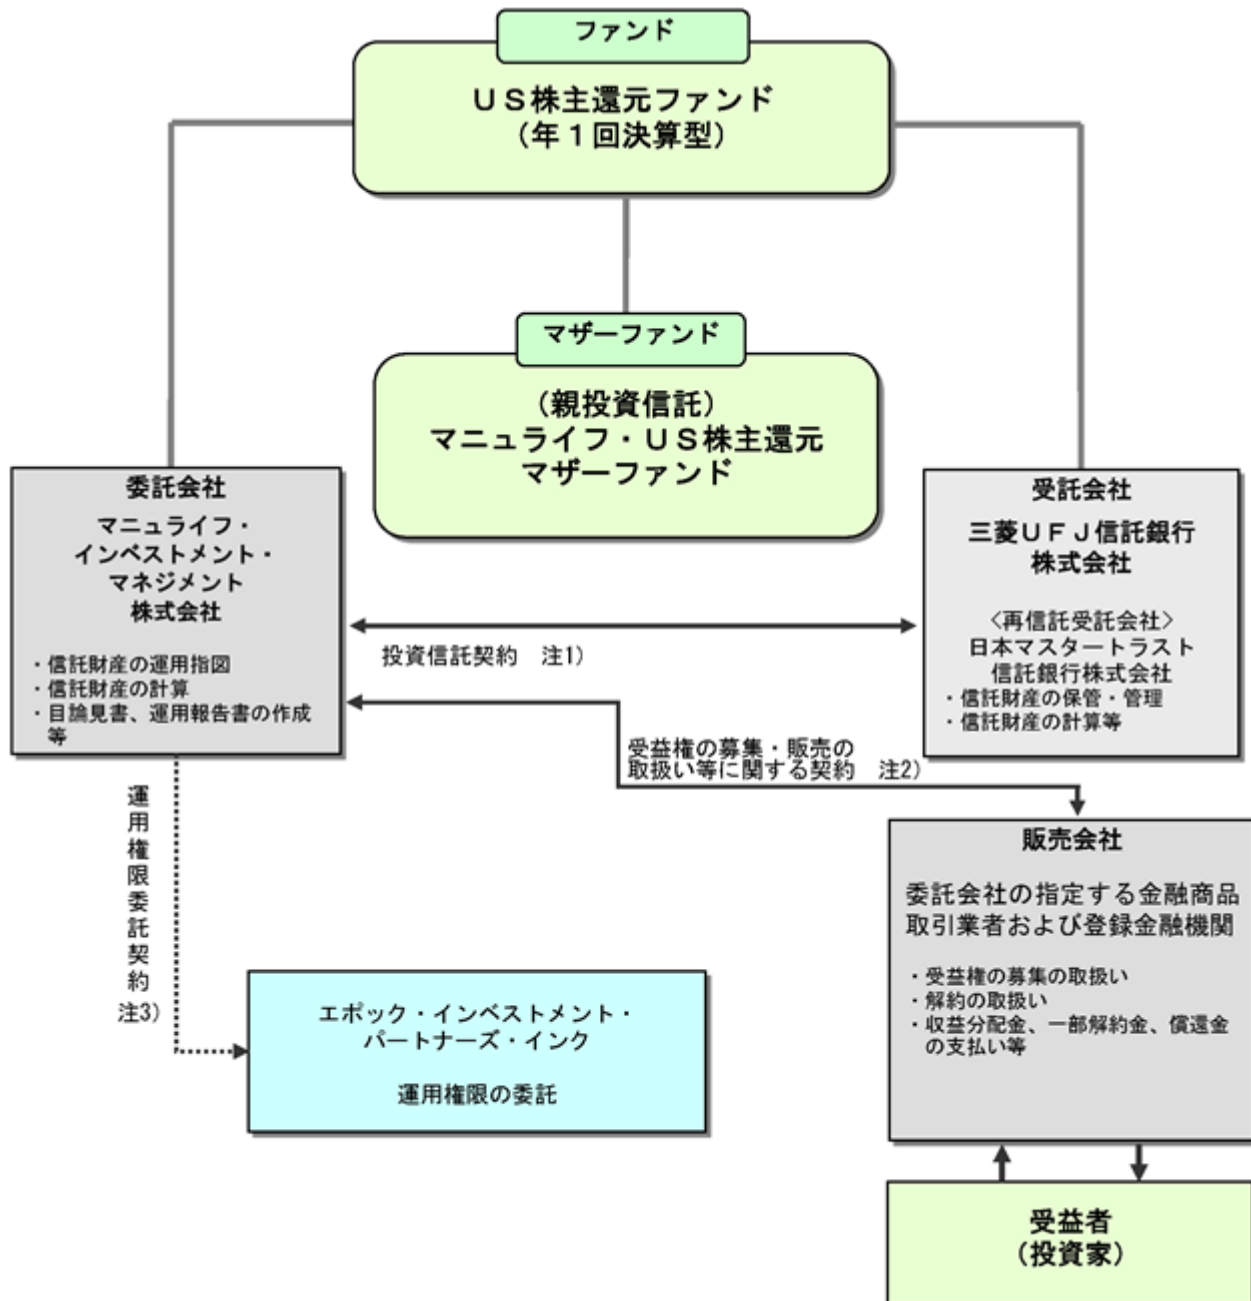 ファンド
ＵＳ株主還元ファンド
（年１回決算型）
マザーファンド
（親投資信託）
マニュライフ・ＵＳ株主還元
マザーファンド
委託会社
マニュライフ・
インベストメント・
マネジメント
株式会社
・信託財産の運用指図
・信託財産の計算
・目論見書、運用報告書の作成
等
受託会社
三菱ＵＦＪ信託銀行
株式会社
〈再信託受託会社〉
日本マスタートラスト
信託銀行株式会社
・信託財産の保管・管理
・信託財産の計算等
投資信託契約　注1)
受益権の募集・販売の
取扱い等に関する契約　注2)
運用権限委託契約
注3)
エポック・インベストメント・
パートナーズ・インク
運用権限の委託
販売会社
委託会社の指定する金融商品
取引業者および登録金融機関
・受益権の募集の取扱い
・解約の取扱い
・収益分配金、一部解約金、償還金
の支払い等
受益者
（投資家）